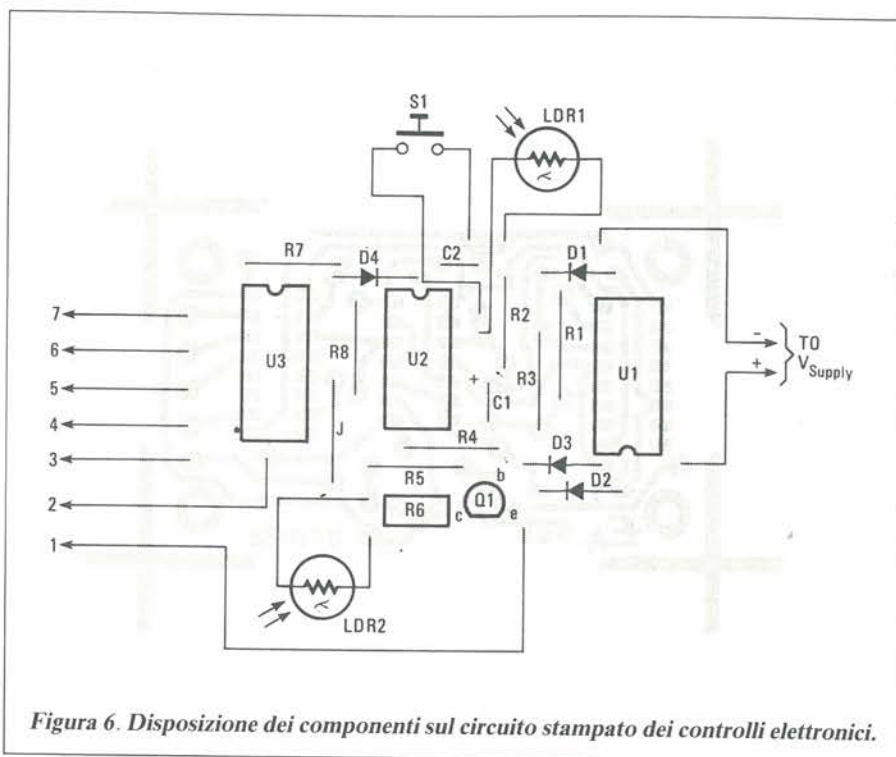 S1
LDR1
R7
D4
C2
D1
7
6
5
4
3
2
1
U3
R8
U2
R2
R1
R3
U1
-
+
TO
VSupply
+
C1
J
R4
D3
D2
b
R5
R6
c
Q1
e
λ
λ
LDR2
Figura 6. Disposizione dei componenti sul circuito stampato dei controlli elettronici.